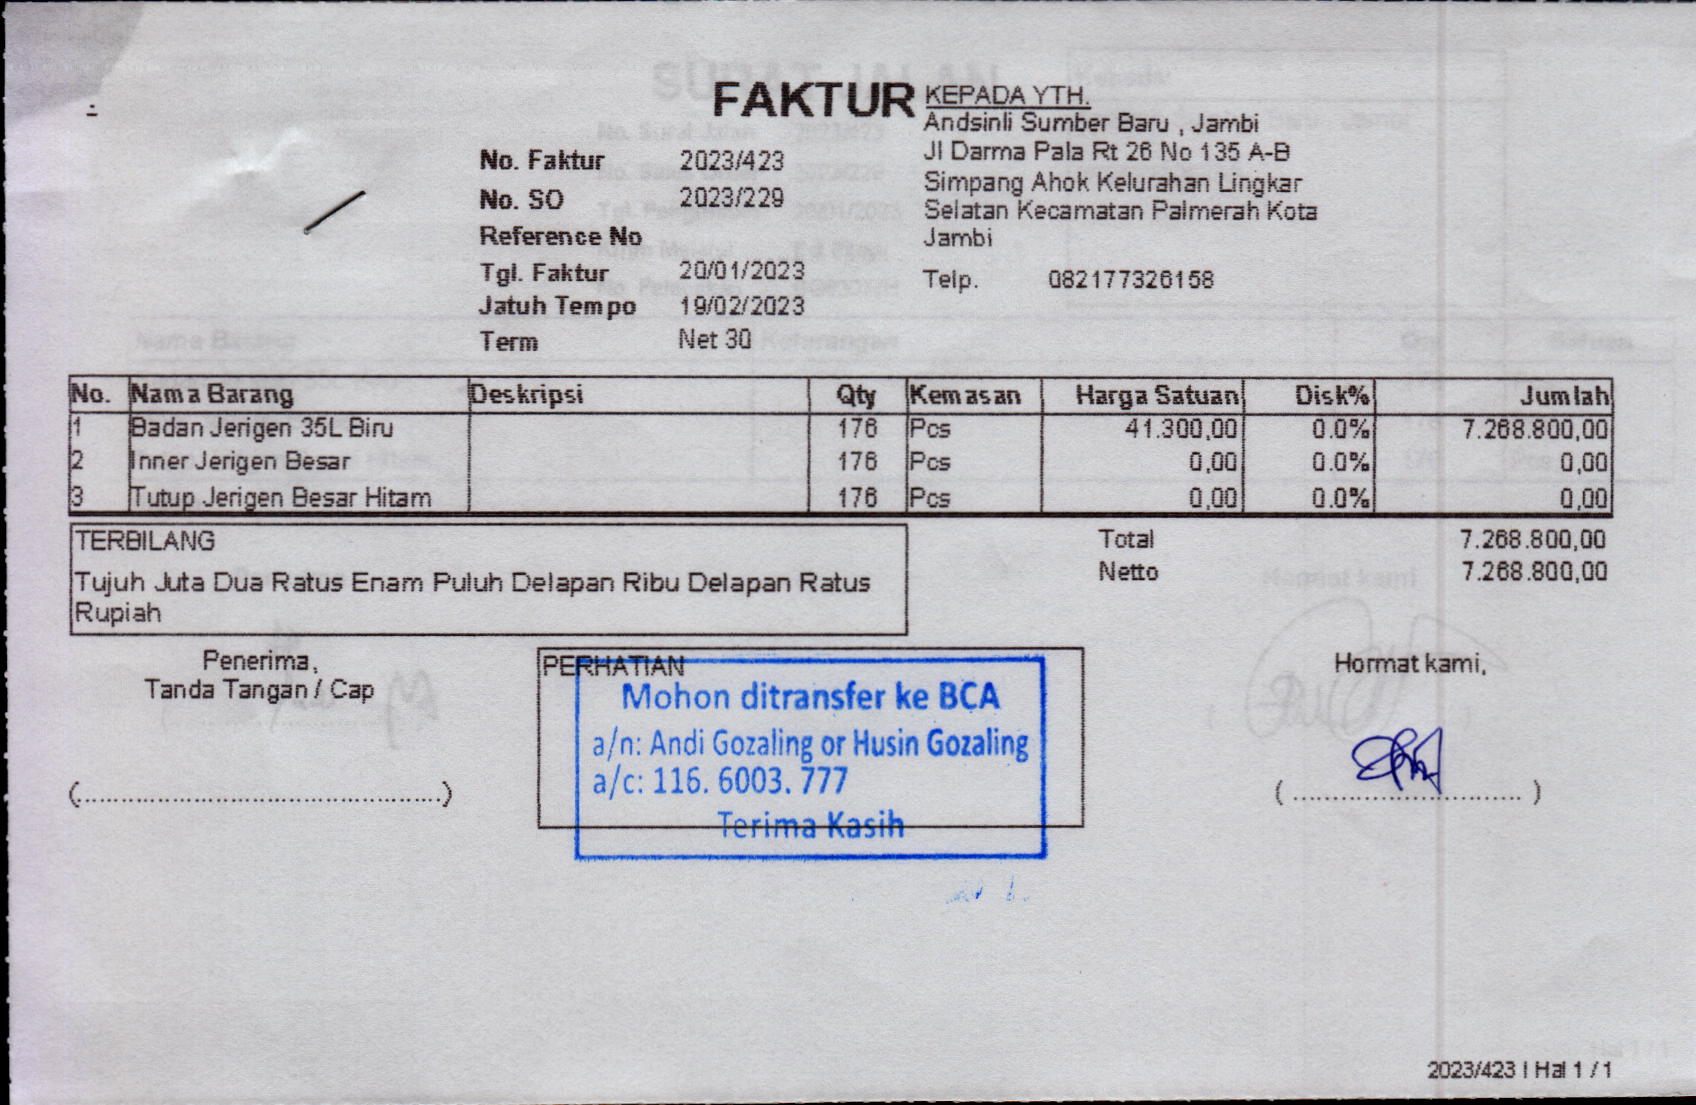 FAKTUR
No. Faktur 2023/423
No. SO 2023/229
Reference No
Tgl. Faktur 20/01/2023
Jatuh Tempo 19/02/2023
Term Net 30
KEPADA YTH.
Andsinli Sumber Baru , Jambi
Jl Darma Pala Rt 26 No 135 A-B
Simpang Ahok Kelurahan Lingkar
Selatan Kecamatan Palmerah Kota
Jambi
Telp. 082177326158
No. Nama Barang Deskripsi Qty Kemasan Harga Satuan Disk% Jumlah
1 Badan Jerigen 35L Biru 176 Pcs 41.300,00 0.0% 7.268.800,00
2 Inner Jerigen Besar 176 Pcs 0,00 0.0% 0,00
3 Tutup Jerigen Besar Hitam 176 Pcs 0,00 0.0% 0,00
TERBILANG
Tujuh Juta Dua Ratus Enam Puluh Delapan Ribu Delapan Ratus
Rupiah
Total 7.268.800,00
Netto 7.268.800,00
Penerima,
Tanda Tangan / Cap
(................................................)
PERHATIAN
Mohon ditransfer ke BCA
a/n: Andi Gozaling or Husin Gozaling
a/c: 116. 6003. 777
Terima Kasih
Hormat kami,
( .............................. )
2023/423 | Hal 1 / 1